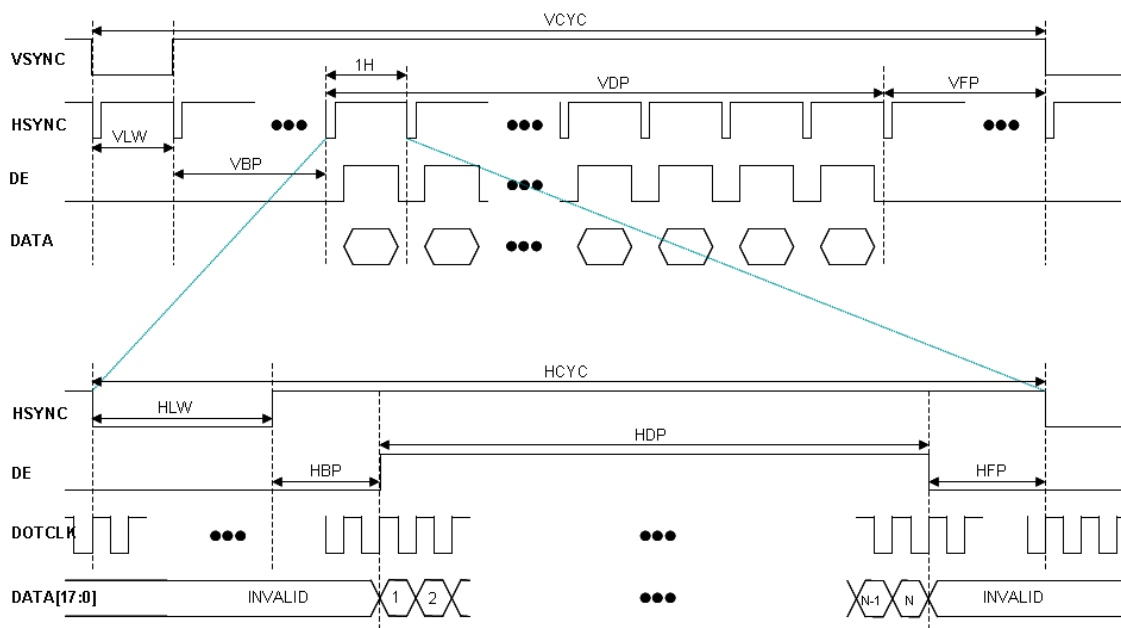 VCYC
VSYNC
1H
VDP
VFP
HSYNC
VLW
VBP
DE
DATA
HCYC
HSYNC
HLW
HDP
DE
HBP
HFP
DOTCLK
DATA[17:0]
INVALID
1
2
N-1
N
INVALID